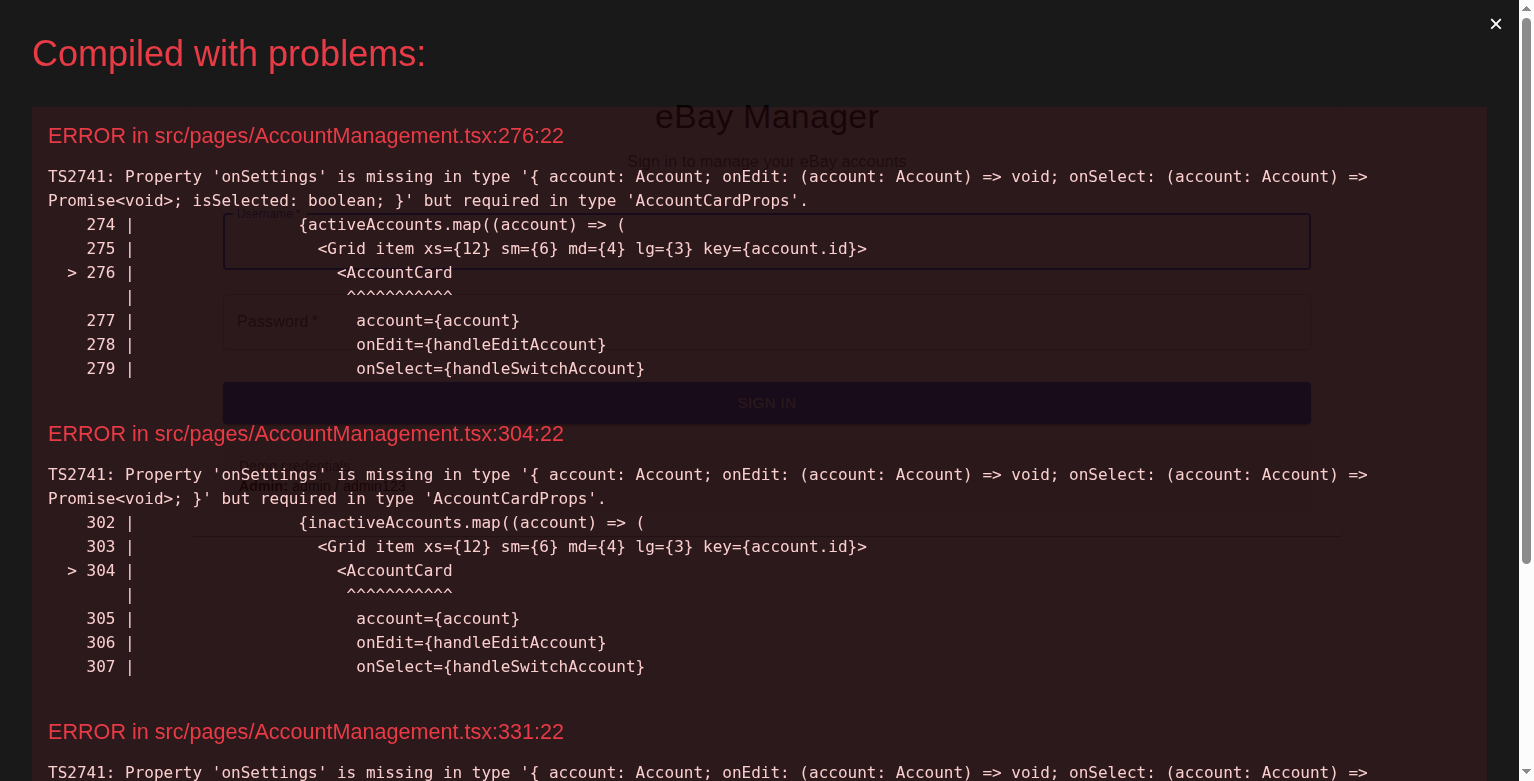 Compiled with problems:
×
eBay Manager
ERROR in src/pages/AccountManagement.tsx:276:22
Sign in to manage your eBay accounts
TS2741: Property 'onSettings' is missing in type '{ account: Account; onEdit: (account: Account) => void; onSelect: (account: Account) =>
Promise<void>; isSelected: boolean; }' but required in type 'AccountCardProps'.
Username *
    274 |                 {activeAccounts.map((account) => (
    275 |                   <Grid item xs={12} sm={6} md={4} lg={3} key={account.id}>
  > 276 |                     <AccountCard
        |                      ^^^^^^^^^^^
    277 |                       account={account}
Password *
    278 |                       onEdit={handleEditAccount}
    279 |                       onSelect={handleSwitchAccount}
SIGN IN
ERROR in src/pages/AccountManagement.tsx:304:22
TS2741: Property 'onSettings' is missing in type '{ account: Account; onEdit: (account: Account) => void; onSelect: (account: Account) =>
Admin: admin / admin123
Promise<void>; }' but required in type 'AccountCardProps'.
    302 |                 {inactiveAccounts.map((account) => (
    303 |                   <Grid item xs={12} sm={6} md={4} lg={3} key={account.id}>
  > 304 |                     <AccountCard
        |                      ^^^^^^^^^^^
    305 |                       account={account}
    306 |                       onEdit={handleEditAccount}
    307 |                       onSelect={handleSwitchAccount}
ERROR in src/pages/AccountManagement.tsx:331:22
TS2741: Property 'onSettings' is missing in type '{ account: Account; onEdit: (account: Account) => void; onSelect: (account: Account) =>